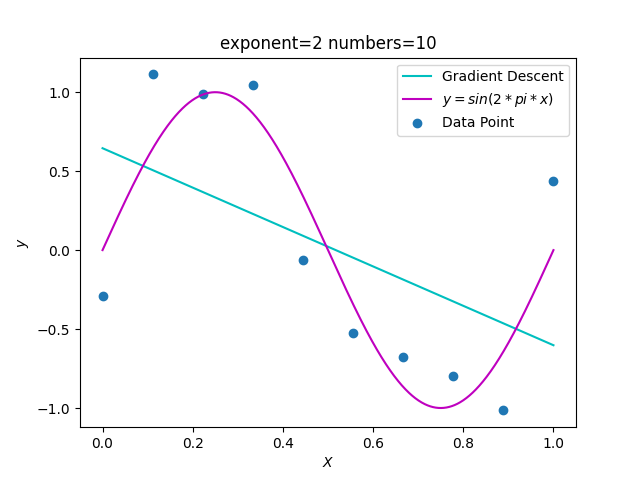 exponent=2 numbers=10
Gradient Descent
y = sin(2 * pi * x)
Data Point
1.0
0.5
0.0
−0.5
−1.0
y
0.0 0.2 0.4 0.6 0.8 1.0
X